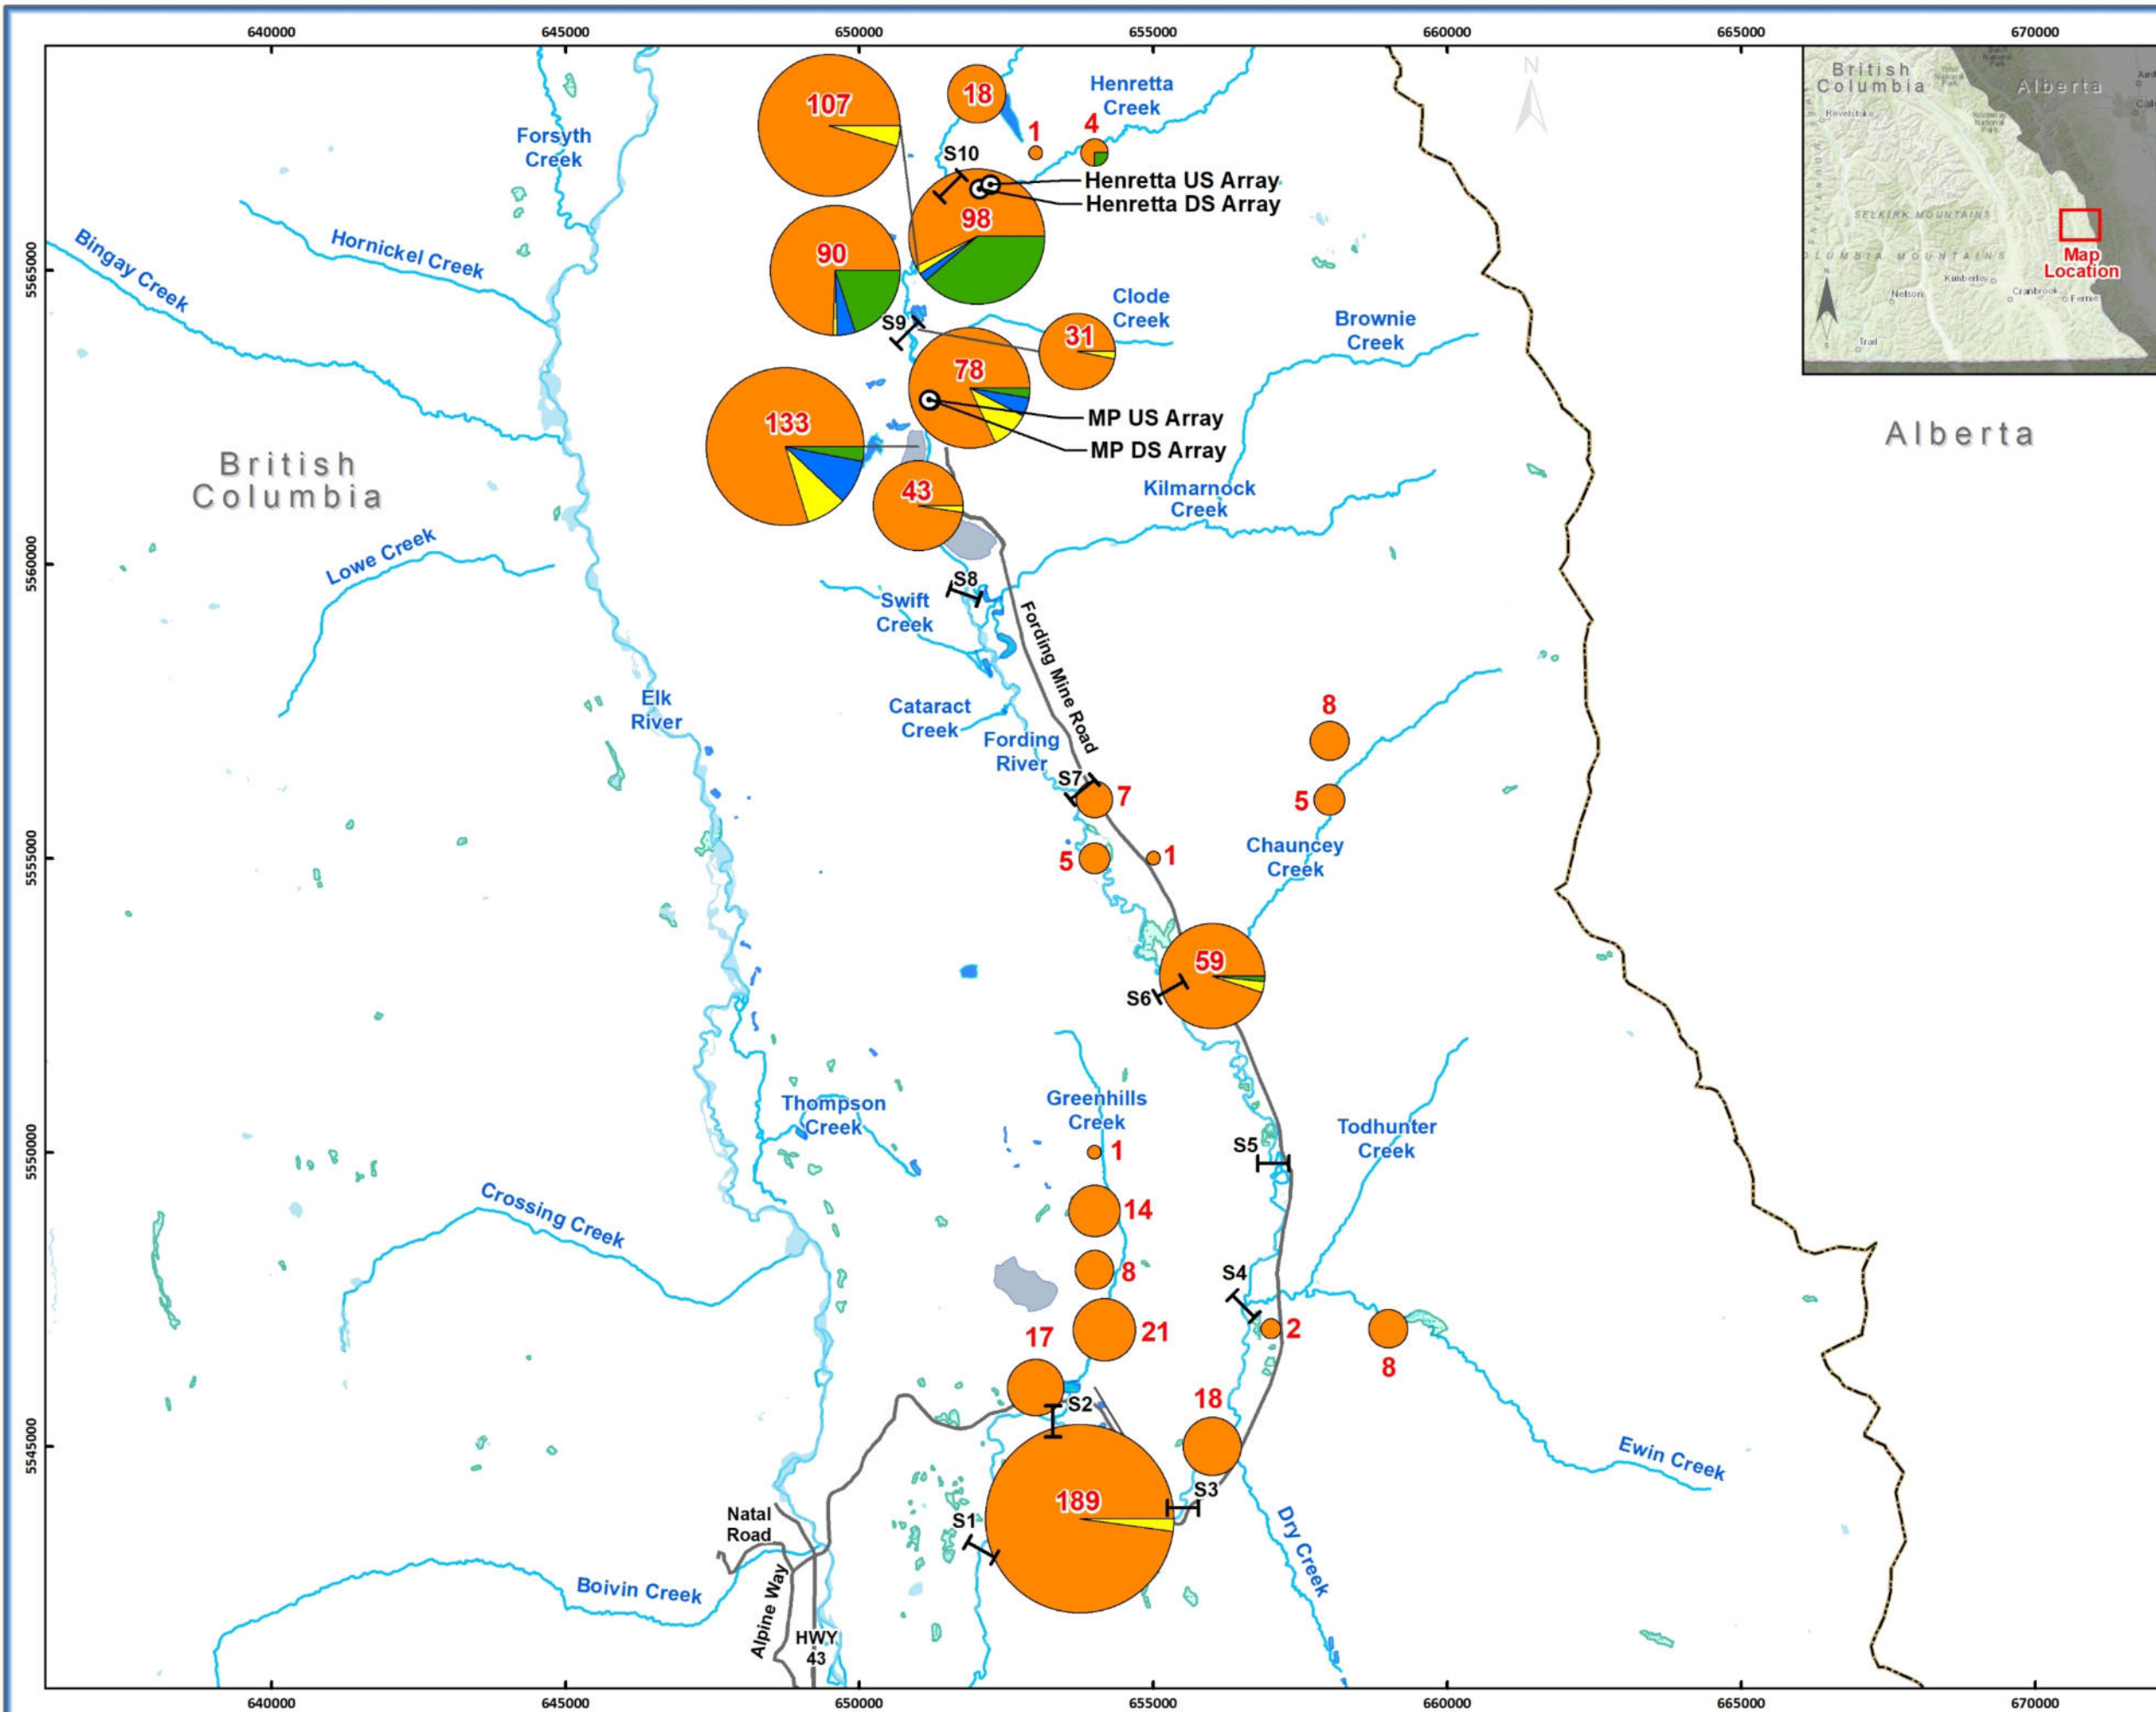 640000
645000
650000
655000
660000
665000
670000
British
Columbia
Alberta
Revelstoke
SELKIRK MOUNTAINS
Kimberley
Cranbrook
Nelson
Fernie
Trail
N
Map
Location
N
Forsyth
Creek
107
18
Henretta
Creek
1
4
S10
Henretta US Array
Henretta DS Array
98
Hornickel Creek
Bingay Creek
90
5565000
S9
Clode
Creek
31
Brownie
Creek
78
133
MP US Array
MP DS Array
Alberta
British
Columbia
43
Kilmarnock
Creek
Lowe Creek
5560000
S8
Swift
Creek
Fording Mine Road
Elk
River
Cataract
Creek
Fording
River
8
S7
7
5
5
1
5555000
Chauncey
Creek
59
S6
Thompson
Creek
Greenhills
Creek
Todhunter
Creek
5550000
1
S5
14
Crossing Creek
8
S4
21
2
17
8
18
S2
5545000
Ewin Creek
189
S3
S1
Natal
Road
Dry Creek
Boivin Creek
Alpine Way
HWY
43
640000
645000
650000
655000
660000
665000
670000